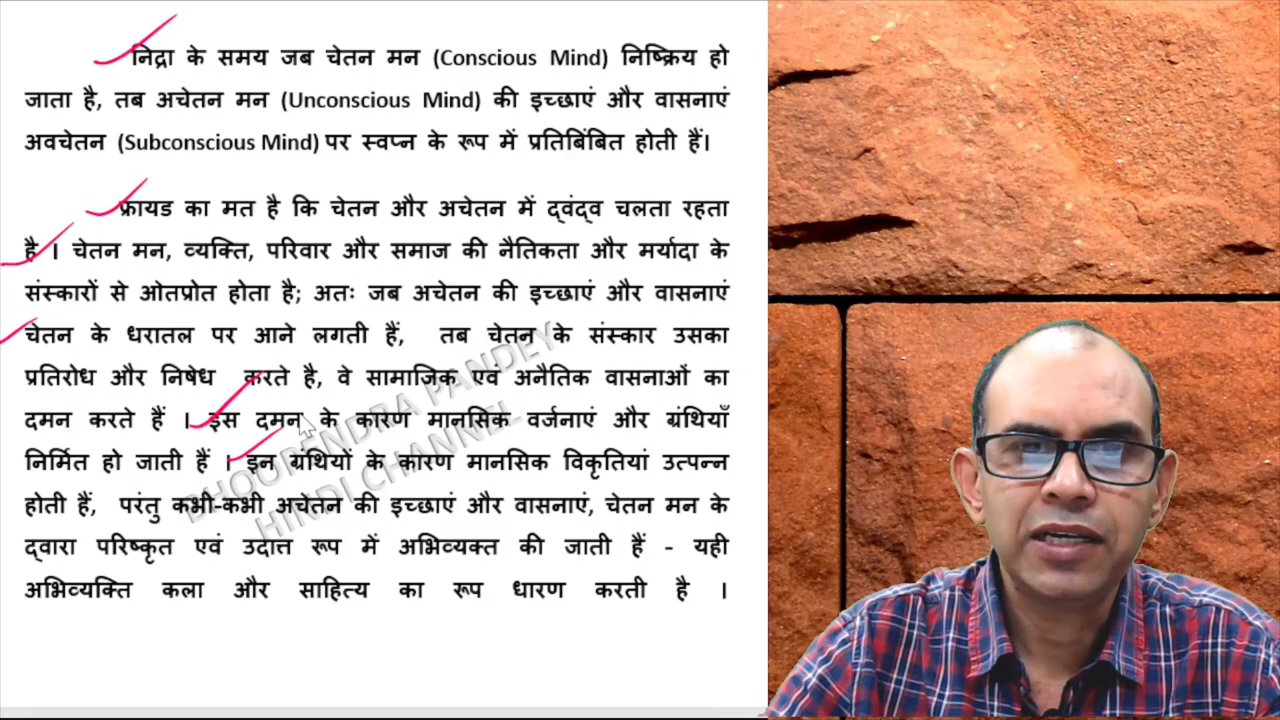 निद्रा के समय जब चेतन मन (Conscious Mind) निष्क्रिय हो
जाता है, तब अचेतन मन (Unconscious Mind) की इच्छाएं और वासनाएं
अवचेतन (Subconscious Mind) पर स्वप्न के रूप में प्रतिबिंबित होती हैं।
फ्रायड का मत है कि चेतन और अचेतन में द्वंद्व चलता रहता
है । चेतन मन, व्यक्ति, परिवार और समाज की नैतिकता और मर्यादा के
संस्कारों से ओतप्रोत होता है; अतः जब अचेतन की इच्छाएं और वासनाएं
चेतन के धरातल पर आने लगती हैं, तब चेतन के संस्कार उसका
प्रतिरोध और निषेध करते है, वे सामाजिक एवं अनैतिक वासनाओं का
दमन करते हैं । इस दमन के कारण मानसिक वर्जनाएं और ग्रंथियाँ
निर्मित हो जाती हैं । इन ग्रंथियों के कारण मानसिक विकृतियां उत्पन्न
होती हैं, परंतु कभी-कभी अचेतन की इच्छाएं और वासनाएं, चेतन मन के
द्वारा परिष्कृत एवं उदात्त रूप में अभिव्यक्त की जाती हैं - यही
अभिव्यक्ति कला और साहित्य का रूप धारण करती है ।
BHOOPENDRA PANDEY
HINDI CHANNEL